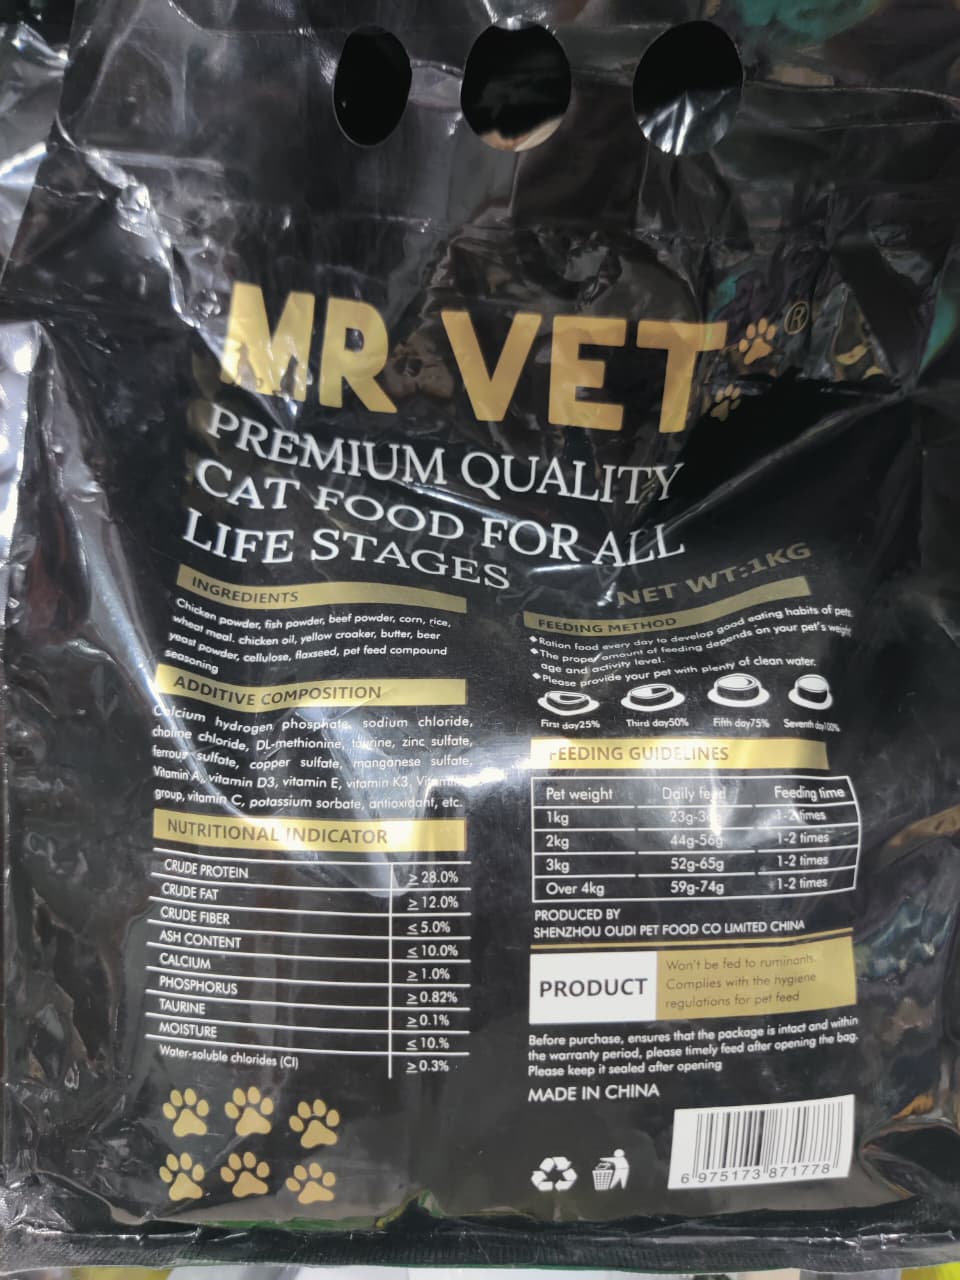 MR VET ®
PREMIUM QUALITY
CAT FOOD FOR ALL
LIFE STAGES
NET WT:1KG
INGREDIENTS
Chicken powder, fish powder, beef powder, corn, rice,
wheat meal. chicken oil, yellow croaker, butter, beer
yeast powder, cellulose, flaxseed, pet feed compound
seasoning
ADDITIVE COMPOSITION
Calcium hydrogen phosphate, sodium chloride,
choline chloride, DL-methionine, taurine, zinc sulfate,
ferrous sulfate, copper sulfate, manganese sulfate,
Vitamin A, vitamin D3, vitamin E, vitamin K3, Vitamin
group, vitamin C, potassium sorbate, antioxidant, etc.
NUTRITIONAL INDICATOR
CRUDE PROTEIN ≥ 28.0%
CRUDE FAT ≥ 12.0%
CRUDE FIBER ≤ 5.0%
ASH CONTENT ≤ 10.0%
CALCIUM ≥ 1.0%
PHOSPHORUS ≥ 0.82%
TAURINE ≥ 0.1%
MOISTURE ≤ 10.%
Water-soluble chlorides (CI) ≥ 0.3%
FEEDING METHOD
Ration food every day to develop good eating habits of pets
The proper amount of feeding depends on your pet's weight
age and activity level.
Please provide your pet with plenty of clean water.
First day25% Third day50% Fifth day75% Seventh day100%
FEEDING GUIDELINES
Pet weight Daily feed Feeding time
1kg 1-2 times
2kg 44g-56g 1-2 times
3kg 52g-65g 1-2 times
Over 4kg 59g-74g 1-2 times
PRODUCED BY
SHENZHOU OUDI PET FOOD CO LIMITED CHINA
PRODUCT
Won't be fed to ruminants.
Complies with the hygiene
regulations for pet feed
Before purchase, ensures that the package is intact and within
the warranty period, please timely feed after opening the bag.
Please keep it sealed after opening
MADE IN CHINA
6 975173 871778